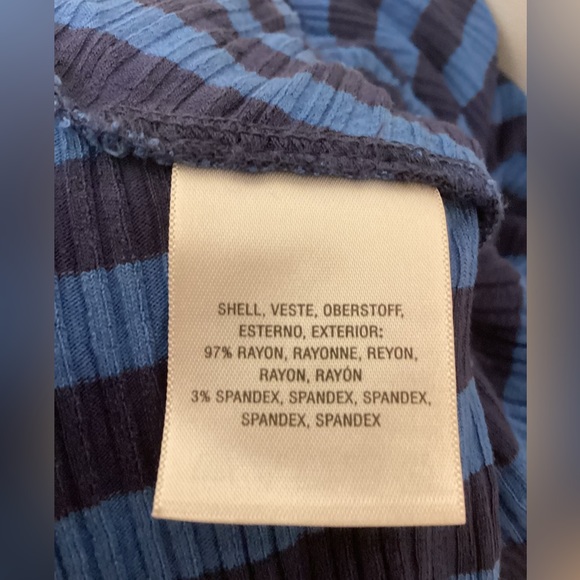 SHELL, VESTE, OBERSTOFF,
ESTERNO, EXTERIOR:
97% RAYON, RAYONNE, REYON,
RAYON, RAYÓN
3% SPANDEX, SPANDEX, SPANDEX,
SPANDEX, SPANDEX